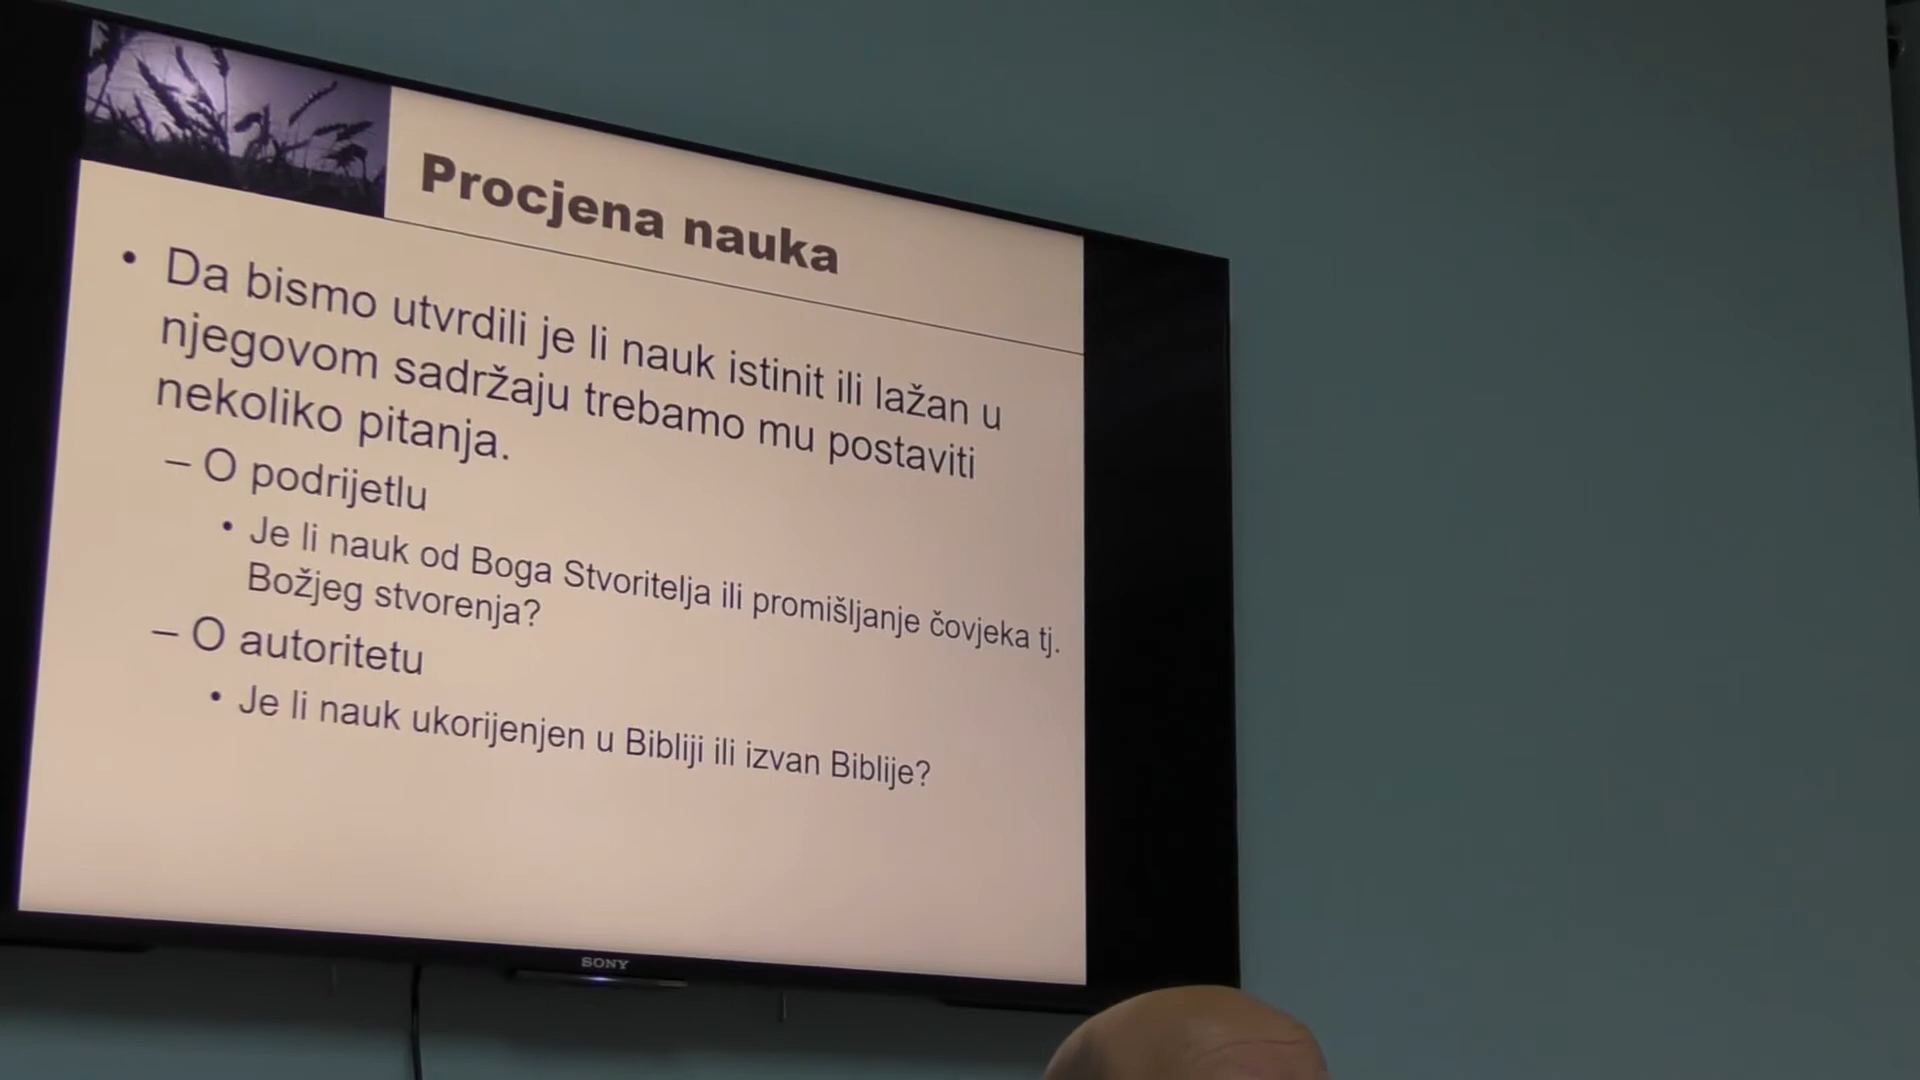 Procjena nauka
• Da bismo utvrdili je li nauk istinit ili lažan u
njegovom sadržaju trebamo mu postaviti
nekoliko pitanja.
– O podrijetlu
• Je li nauk od Boga Stvoritelja ili promišljanje čovjeka tj.
Božjeg stvorenja?
– O autoritetu
• Je li nauk ukorijenjen u Bibliji ili izvan Biblije?
SONY